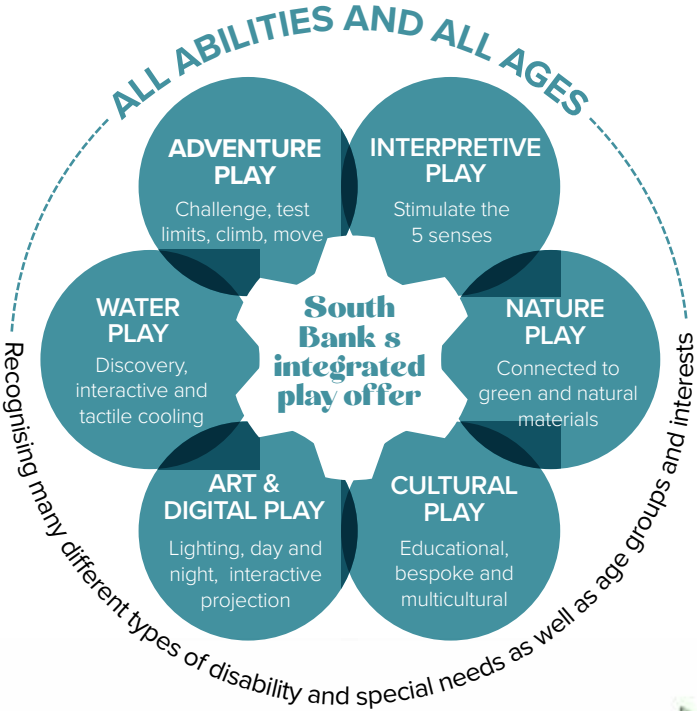 ALL ABILITIES AND ALL AGES
ADVENTURE
PLAY
Challenge, test
limits, climb, move
INTERPRETIVE
PLAY
Stimulate the
5 senses
WATER
PLAY
Discovery,
interactive and
tactile cooling
South
Bank s
integrated
play offer
NATURE
PLAY
Connected to
green and natural
materials
ART &
DIGITAL PLAY
Lighting, day and
night, interactive
projection
CULTURAL
PLAY
Educational,
bespoke and
multicultural
Recognising many different types of disability and special needs as well as age groups and interests